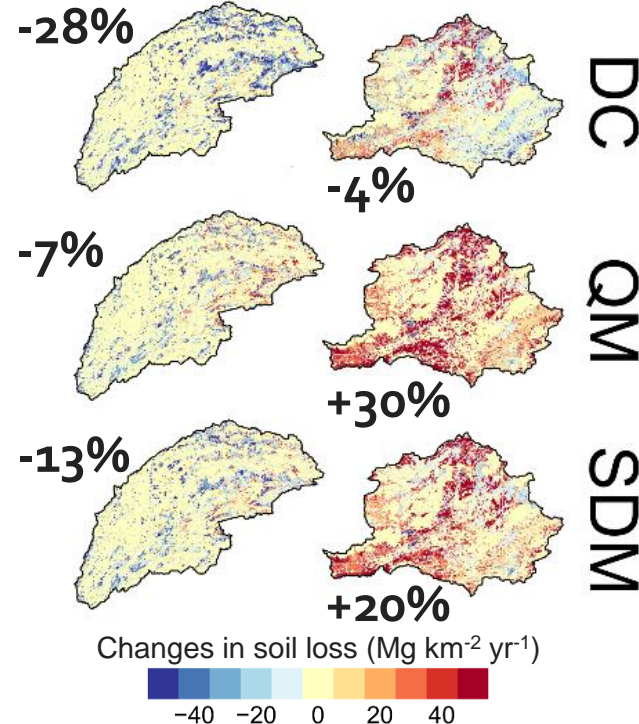 -28%
DC
-4%
-7%
QM
+30%
-13%
SDM
+20%
Changes in soil loss (Mg km-2 yr-1)
−40 −20 0 20 40